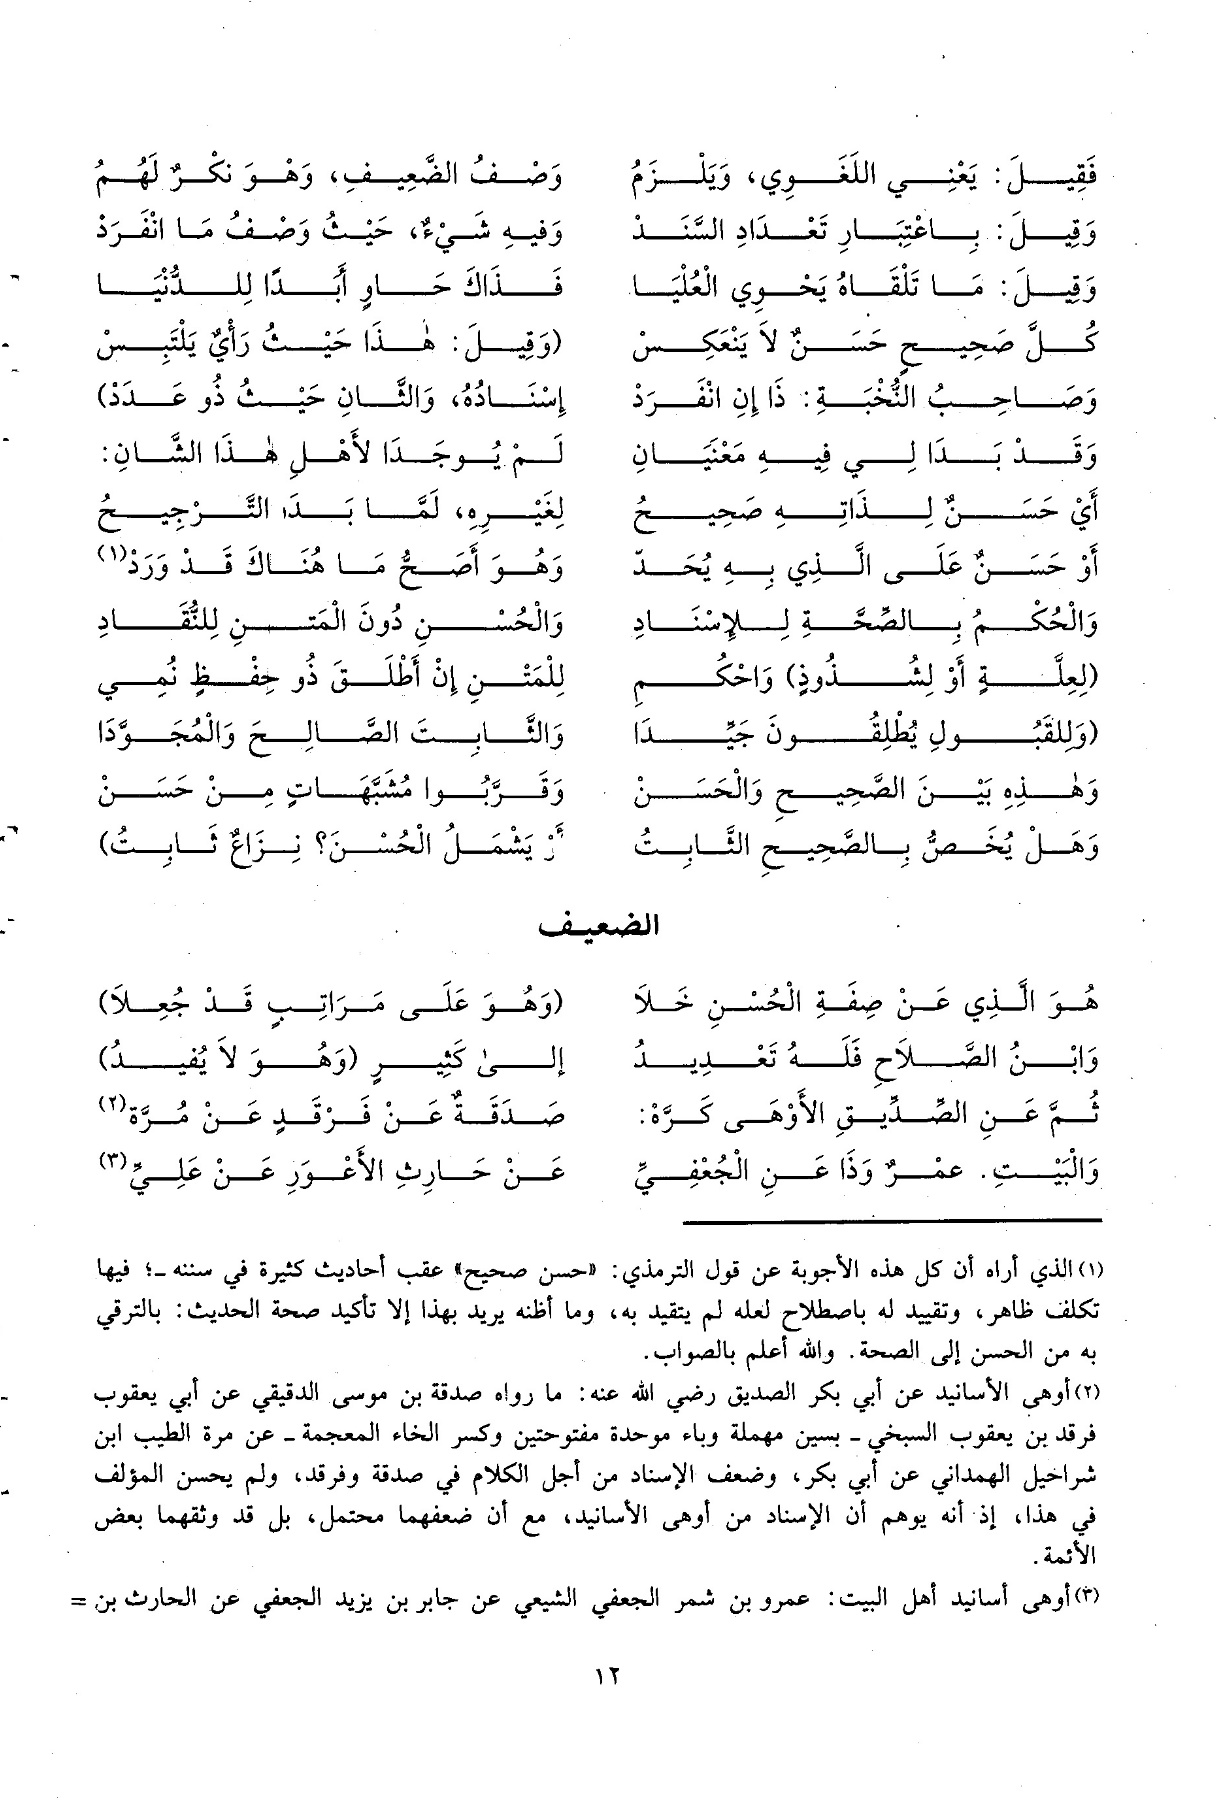 فَقِيلَ: يَعْنِي اللُّغَوِي، وَيَلْزَمُ وَصْفُ الضَّعِيفِ، وَهْوَ نُكْرٌ لَهُمُ
وَقِيلَ: بِاعْتِبَارِ تَعْدَادِ السَّنَدْ وَفِيهِ شَيْءٌ، حَيْثُ وَصْفُ مَا انْفَرَدْ
وَقِيلَ: مَا تَلْقَاهُ يَحْوِي الْعُلْيَا فَذَاكَ حَاوٍ أَبَدًا لِلدُّنْيَا
كُلُّ صَحِيحٍ حَسَنٌ لاَ يَنْعَكِسْ (وَقِيلَ: هٰذَا حَيْثُ رَأْيٌ يَلْتَبِسْ
وَصَاحِبُ النُّخْبَةِ: ذَا إِنِ انْفَرَدْ إِسْنَادُهُ، وَالثَّانِ حَيْثُ ذُو عَدَدْ)
وَقَدْ بَدَا لِي فِيهِ مَعْنَيَانِ لَمْ يُوجَدَا لأَهْلِ هٰذَا الشَّانِ:
أَيْ حَسَنٌ لِذَاتِهِ صَحِيحُ لِغَيْرِهِ، لَمَّا بَدَا التَّرْجِيحُ
أَوْ حَسَنٌ عَلَى الَّذِي بِهِ يُحَدّْ وَهُوَ أَصَحُّ مَا هُنَاكَ قَدْ وَرَدْ(١)
وَالْحُكْمُ بِالصِّحَّةِ لِلإِسْنَادِ وَالْحُسْنِ دُونَ الْمَتنِ لِلنُّقَادِ
(لِعِلَّةٍ أَوْ لِشُذُوذٍ) وَاحْكُمِ لِلْمَتْنِ إِنْ أَطْلَقَ ذُو حِفْظٍ نُمِي
(وَلِلقَبُولِ يُطْلِقُونَ جَيِّدَا وَالثَّابِتَ الصَّالِحَ وَالْمُجَوَّدَا
وَهٰذِهِ بَيْنَ الصَّحِيحِ وَالْحَسَنْ وَقَرَّبُوا مُشَبَّهَاتٍ مِنْ حَسَنْ
وَهَلْ يُخَصُّ بِالصَّحِيحِ الثَّابِتُ أَوْ يَشْمَلُ الْحُسْنَ؟ نِزَاعٌ ثَابِتُ)
الضعيف
هُوَ الَّذِي عَنْ صِفَةِ الْحُسْنِ خَلاَ (وَهُوَ عَلَى مَرَاتِبٍ قَدْ جُعِلاَ)
وَابْنُ الصَّلاَحِ فَلَهُ تَعْدِيدُ إِلىٰ كَثِيرٍ (وَهُوَ لاَ يُفِيدُ)
ثُمَّ عَنِ الصِّدِّيقِ الأَوْهَى كَرَّهْ: صَدَقَةٌ عَنْ فَرْقَدٍ عَنْ مُرَّة(٢)
وَالْبَيْتِ. عمْرٌ وَذَا عَنِ الْجُعْفِيِّ عَنْ حَارِثِ الأَعْوَرِ عَنْ عَلِيِّ(٣)
(١)الذي أراه أن كل هذه الأجوبة عن قول الترمذي: «حسن صحيح» عقب أحاديث كثيرة في سننه ـ؛ فيها
تكلف ظاهر، وتقييد له باصطلاح لعله لم يتقيد به، وما أظنه يريد بهذا إلا تأكيد صحة الحديث: بالترقي
به من الحسن إلى الصحة. والله أعلم بالصواب.
(٢)أوهى الأسانيد عن أبي بكر الصديق رضي الله عنه: ما رواه صدقة بن موسى الدقيقي عن أبي يعقوب
فرقد بن يعقوب السبخي ـ بسين مهملة وباء موحدة مفتوحتين وكسر الخاء المعجمة ـ عن مرة الطيب ابن
شراحيل الهمداني عن أبي بكر، وضعف الإسناد من أجل الكلام في صدقة وفرقد، ولم يحسن المؤلف
في هذا، إذ أنه يوهم أن الإسناد من أوهى الأسانيد، مع أن ضعفهما محتمل، بل قد وثقهما بعض
الأئمة.
(٣)أوهى أسانيد أهل البيت: عمرو بن شمر الجعفي الشيعي عن جابر بن يزيد الجعفي عن الحارث بن =
١٢